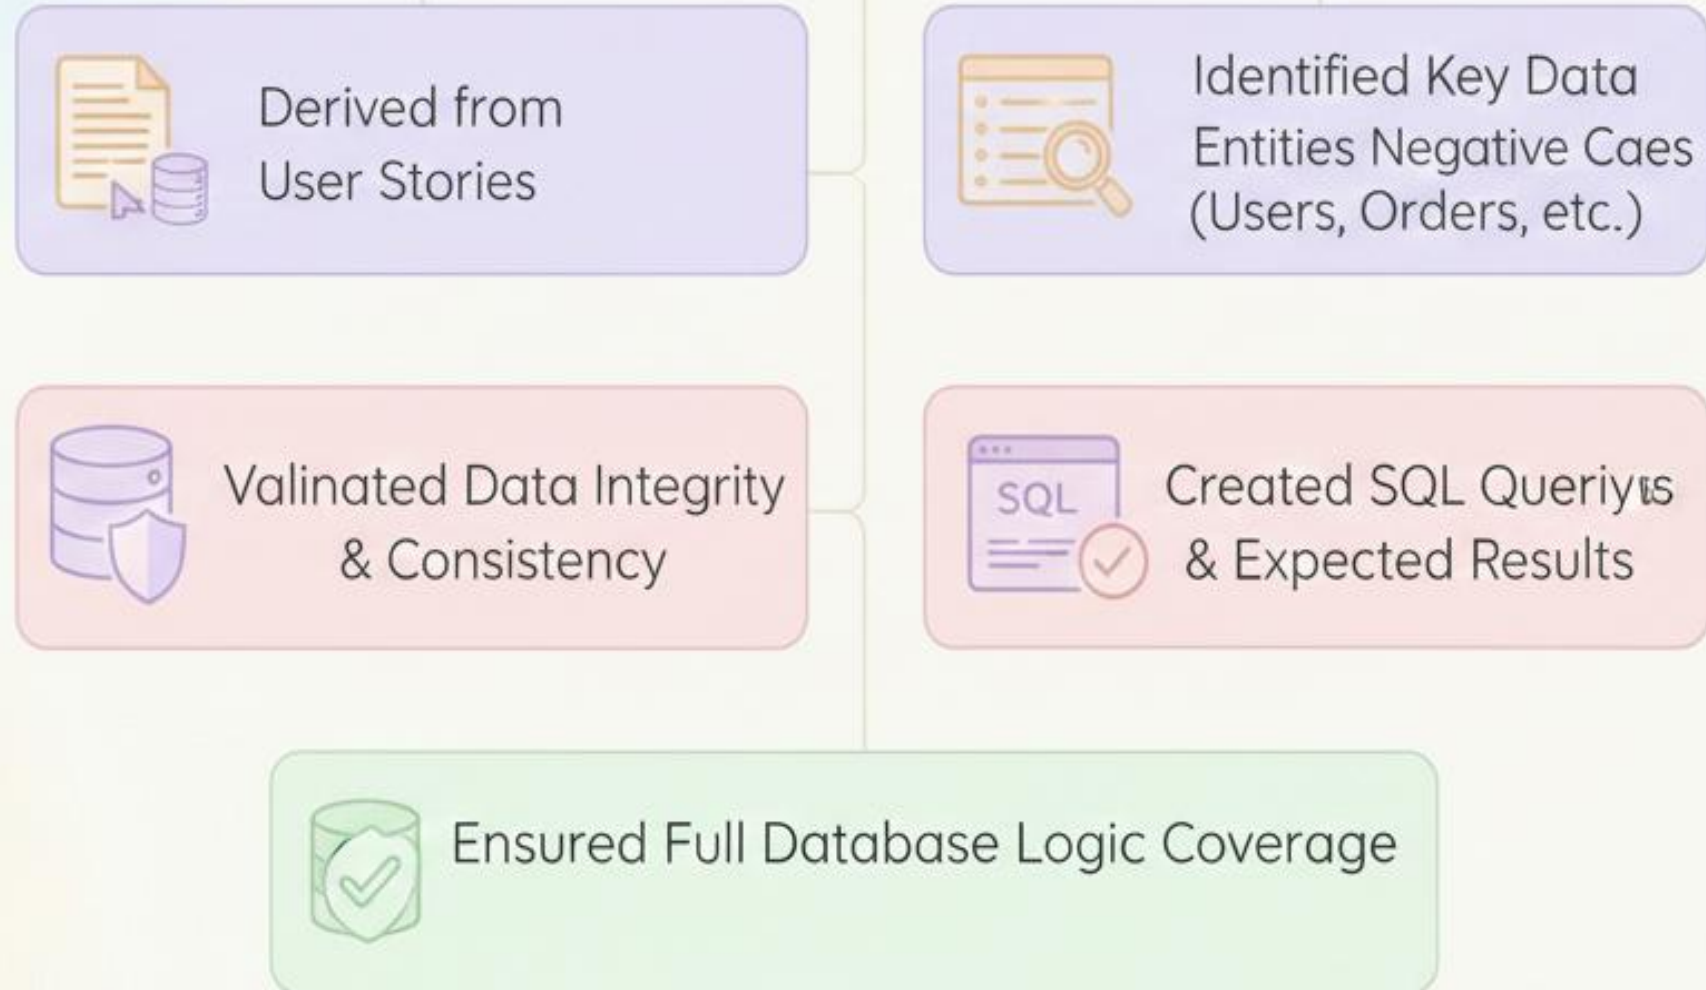 Derived from
User Stories
Identified Key Data
Entities Negative Caes
(Users, Orders, etc.)
Valinated Data Integrity
& Consistency
SQL
Created SQL
& Expected Results
Ensured Full Database Logic Coverage